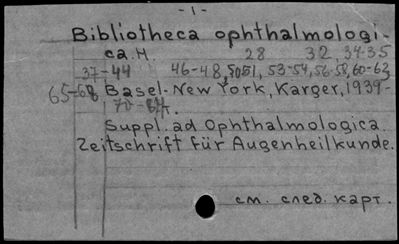 - 1 -
Bibliotheca ophthalmologi-
ca. М. 28 32, 34-35
37-44 46-48, 50,51, 53-54, 56-58, 60-63
65-68 Basel-New York, Karger, 1939-
70-
Suppl. ad Ophthalmologica.
Zeitschrift für Augenheilkunde.
см. след. карт.